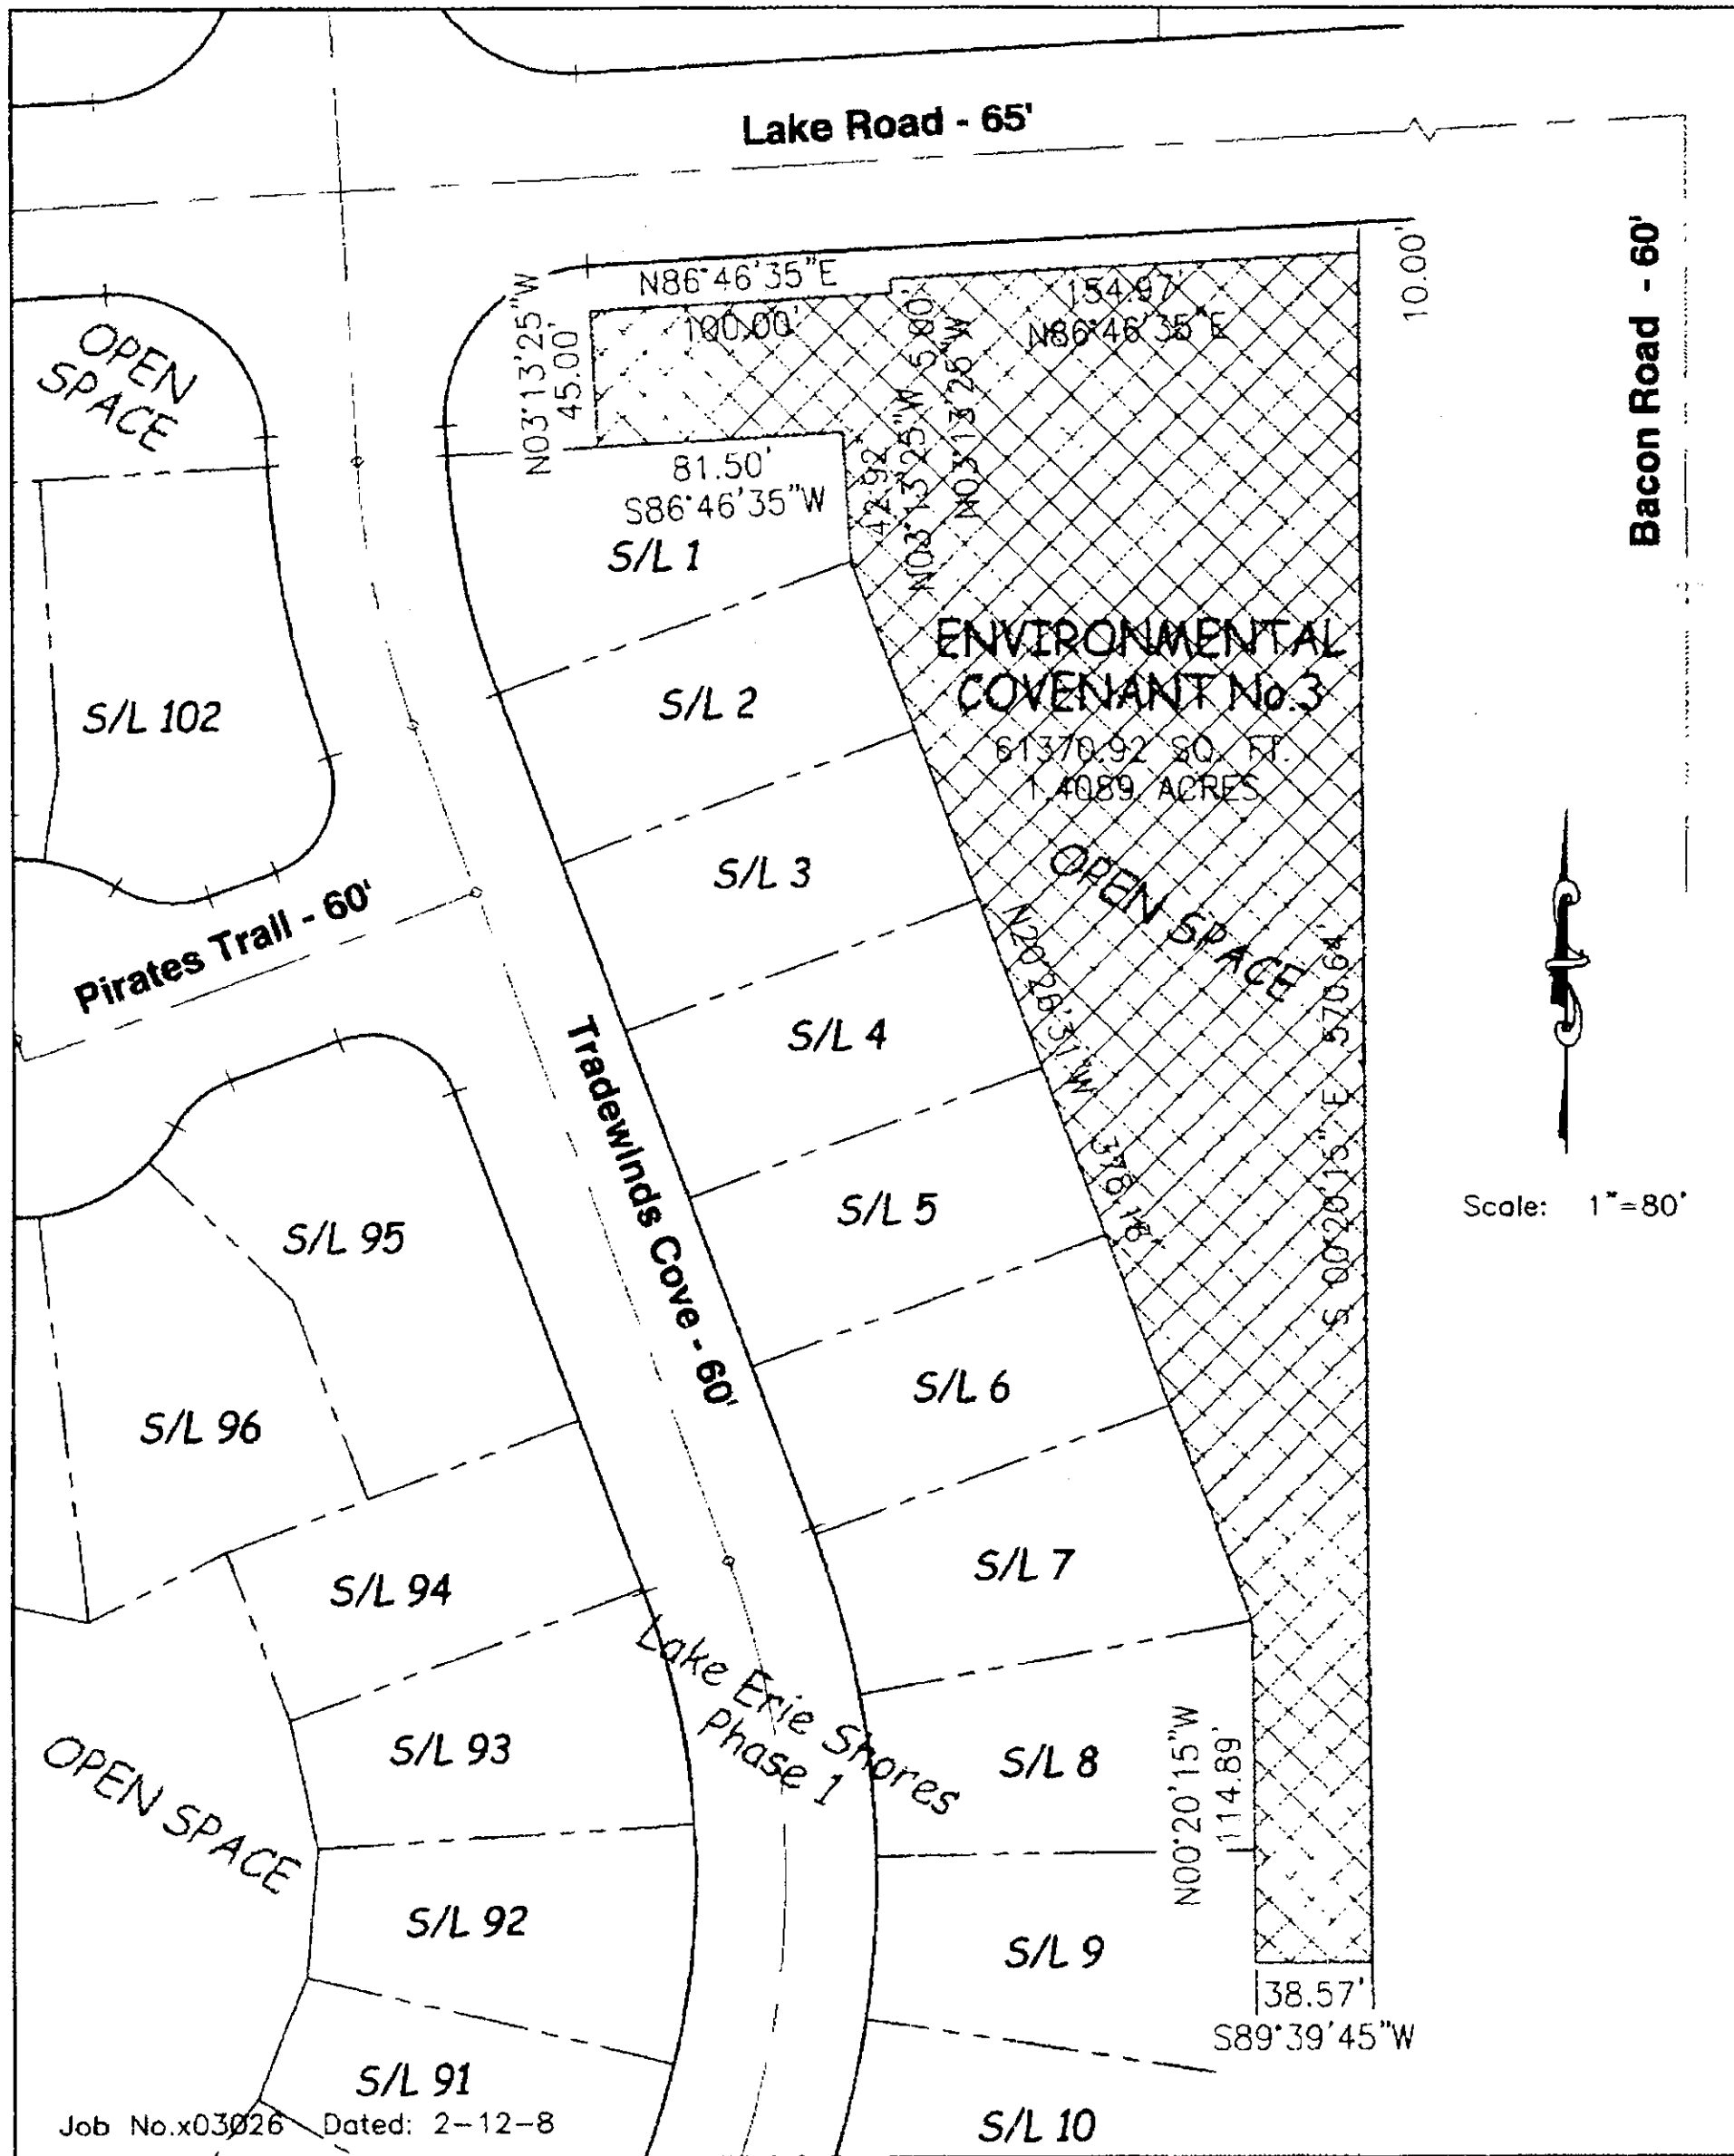 Lake Road - 65'
Bacon Road - 60'
10.00'
N86°46'35"E
100.00'
154.97'
N86°46'35"E
N03°13'25"W
45.00'
5.00'
N03°13'25"W
42.92'
N03°13'25"W
81.50'
S86°46'35"W
OPEN
SPACE
S/L 1
ENVIRONMENTAL
COVENANT No.3
61370.92 SQ. FT.
1.4089 ACRES
OPEN SPACE
S/L 102
S/L 2
S/L 3
Pirates Trail - 60'
S/L 4
N20°26'31"W 378.18'
S 00°20'15" E 570.64'
Tradewinds Cove - 60'
S/L 5
Scale: 1"=80'
S/L 95
S/L 6
S/L 96
S/L 7
S/L 94
Lake Erie Shores
Phase 1
S/L 93
S/L 8
N00°20'15"W
114.89'
OPEN SPACE
S/L 92
S/L 9
38.57'
S89°39'45"W
S/L 91
S/L 10
Job No.x03026 Dated: 2-12-8